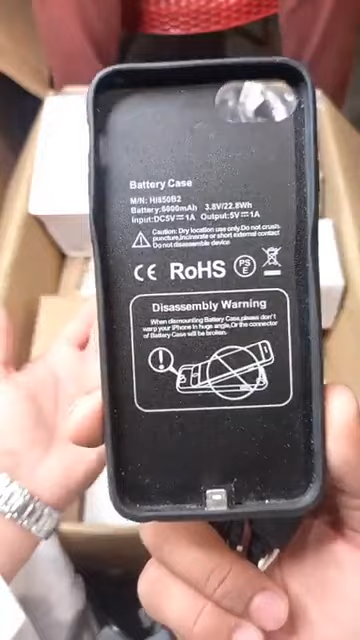 Battery Case
M/N: HI650B2
Battery:6000mAh 3.8V/22.8Wh
Input:DC5V⎓1A Output:5V⎓1A
Caution: Dry location use only.Do not crush,
puncture,incinerate or short external contact
Do not disassemble device
CE RoHS PSE
Disassembly Warning
When dismounting Battery Case,please don't
warp your iPhone in huge angle,Or the connector
of Battery Case will be broken.